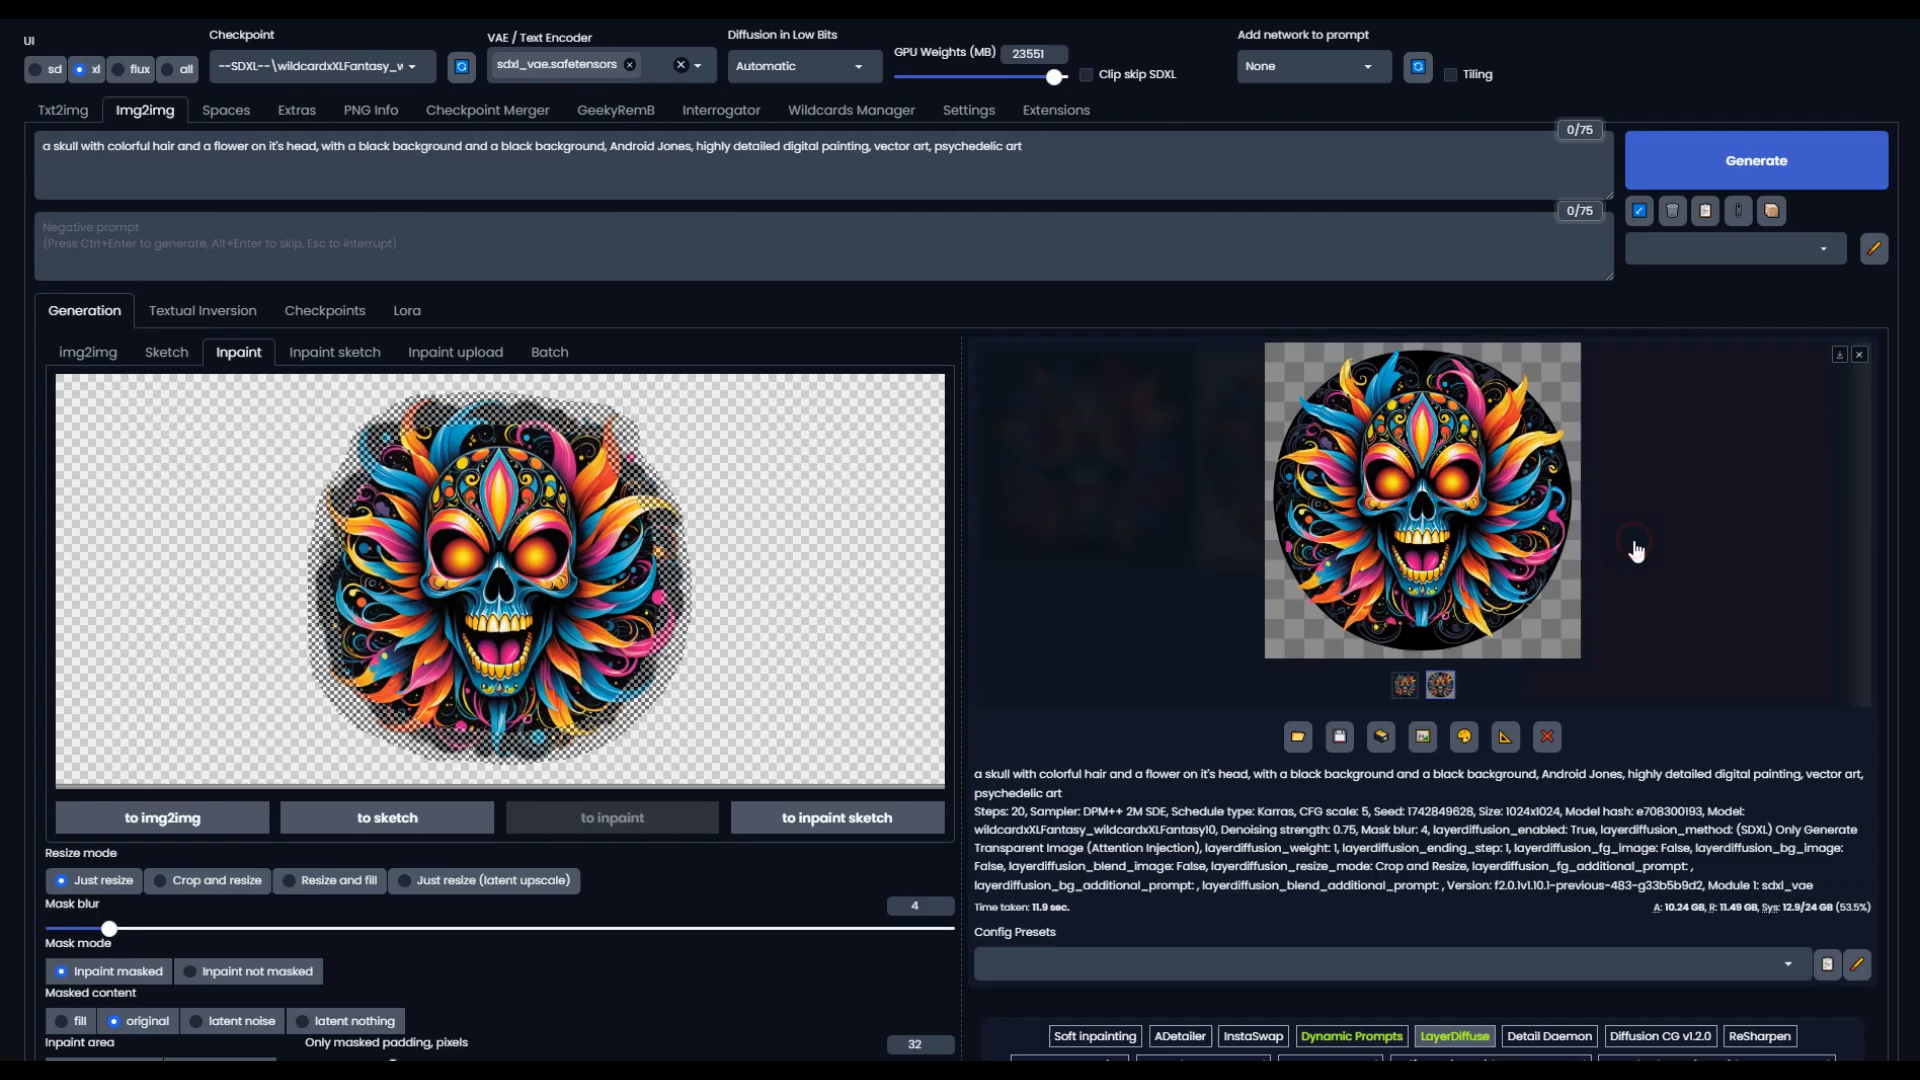 UI
Checkpoint
VAE / Text Encoder
Diffusion in Low Bits
GPU Weights (MB)
23551
Add network to prompt
sd
xl
flux
all
--SDXL--\wildcardxXLFantasy_w
sdxl_vae.safetensors
Automatic
Clip skip SDXL
None
Tiling
Txt2img
Img2img
Spaces
Extras
PNG Info
Checkpoint Merger
GeekyRemB
Interrogator
Wildcards Manager
Settings
Extensions
0/75
a skull with colorful hair and a flower on it's head, with a black background and a black background, Android Jones, highly detailed digital painting, vector art, psychedelic art
Generate
0/75
Negative prompt
(Press Ctrl+Enter to generate, Alt+Enter to skip, Esc to interrupt)
Generation
Textual Inversion
Checkpoints
Lora
img2img
Sketch
Inpaint
Inpaint sketch
Inpaint upload
Batch
to img2img
to sketch
to inpaint
to inpaint sketch
Resize mode
Just resize
Crop and resize
Resize and fill
Just resize (latent upscale)
Mask blur
4
Mask mode
Inpaint masked
Inpaint not masked
Masked content
fill
original
latent noise
latent nothing
Inpaint area
Only masked padding, pixels
32
a skull with colorful hair and a flower on it's head, with a black background and a black background, Android Jones, highly detailed digital painting, vector art,
psychedelic art
Steps: 20, Sampler: DPM++ 2M SDE, Schedule type: Karras, CFG scale: 5, Seed: 1742849628, Size: 1024x1024, Model hash: e708300193, Model:
wildcardxXLFantasy_wildcardxXLFantasy10, Denoising strength: 0.75, Mask blur: 4, layerdiffusion_enabled: True, layerdiffusion_method: (SDXL) Only Generate
Transparent Image (Attention Injection), layerdiffusion_weight: 1, layerdiffusion_ending_step: 1, layerdiffusion_fg_image: False, layerdiffusion_bg_image:
False, layerdiffusion_blend_image: False, layerdiffusion_resize_mode: Crop and Resize, layerdiffusion_fg_additional_prompt: ,
layerdiffusion_bg_additional_prompt: , layerdiffusion_blend_additional_prompt: , Version: f2.0.1v1.10.1-previous-483-g33b5b9d2, Module 1: sdxl_vae
Time taken: 11.9 sec.
A: 10.24 GB, R: 11.49 GB, Sys: 12.9/24 GB (53.5%)
Config Presets
Soft inpainting
ADetailer
InstaSwap
Dynamic Prompts
LayerDiffuse
Detail Daemon
Diffusion CG v1.2.0
ReSharpen